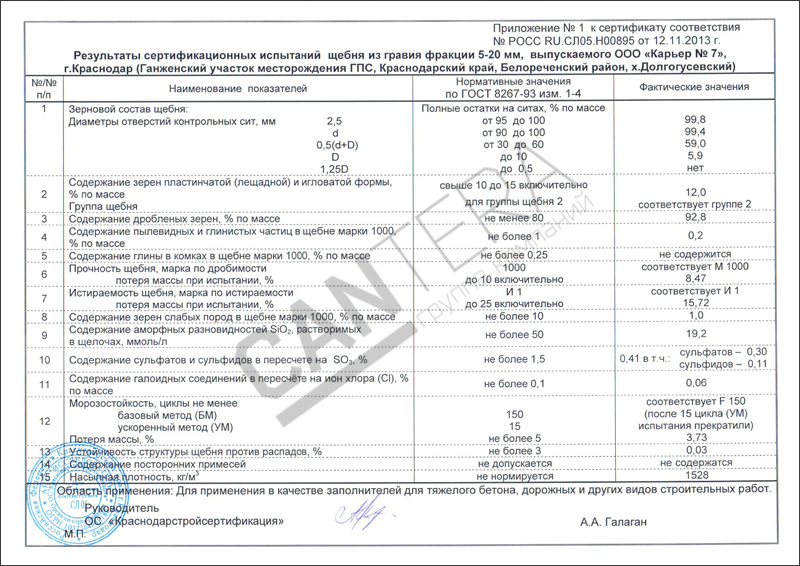 Приложение № 1 к сертификату соответствия
№ РОСС RU.СЛ05.Н00895 от 12.11.2013 г.
Результаты сертификационных испытаний щебня из гравия фракции 5-20 мм, выпускаемого ООО «Карьер № 7»,
г.Краснодар (Ганженский участок месторождения ГПС, Краснодарский край, Белореченский район, х.Долгогусевский)
№/№ п/п Наименование показателей Нормативные значения по ГОСТ 8267-93 изм. 1-4 Фактические значения
1 Зерновой состав щебня: Полные остатки на ситах, % по массе
Диаметры отверстий контрольных сит, мм 2,5 от 95 до 100 99,8
d от 90 до 100 99,4
0,5(d+D) от 30 до 60 59,0
D до 10 5,9
1,25D до 0,5 нет
2 Содержание зерен пластинчатой (лещадной) и игловатой формы, % по массе свыше 10 до 15 включительно 12,0
Группа щебня для группы щебня 2 соответствует группе 2
3 Содержание дробленых зерен, % по массе не менее 80 92,8
4 Содержание пылевидных и глинистых частиц в щебне марки 1000, % по массе не более 1 0,2
5 Содержание глины в комках в щебне марки 1000, % по массе не более 0,25 не содержится
6 Прочность щебня, марка по дробимости 1000 соответствует М 1000
потеря массы при испытании, % до 10 включительно 8,47
7 Истираемость щебня, марка по истираемости И 1 соответствует И 1
потеря массы при испытании, % до 25 включительно 15,72
8 Содержание зерен слабых пород в щебне марки 1000, % по массе не более 10 1,0
9 Содержание аморфных разновидностей SiO₂, растворимых в щелочах, ммоль/л не более 50 19,2
10 Содержание сульфатов и сульфидов в пересчете на SO₃, % не более 1,5 0,41 в т.ч.: сульфатов – 0,30
сульфидов – 0,11
11 Содержание галоидных соединений в пересчёте на ион хлора (Cl), % по массе не более 0,1 0,06
12 Морозостойкость, циклы не менее соответствует F 150
базовый метод (БМ) 150 (после 15 цикла (УМ)
ускоренный метод (УМ) 15 испытания прекратили)
Потеря массы, % не более 5 3,73
13 Устойчивость структуры щебня против распадов, % не более 3 0,03
14 Содержание посторонних примесей не допускается не содержатся
15 Насыпная плотность, кг/м³ не нормируется 1528
Область применения: Для применения в качестве заполнителей для тяжелого бетона, дорожных и других видов строительных работ.
Руководитель
ОС «Краснодарстройсертификация» А.А. Галаган
М.П.
CANTERA
группа компаний
СЛ05